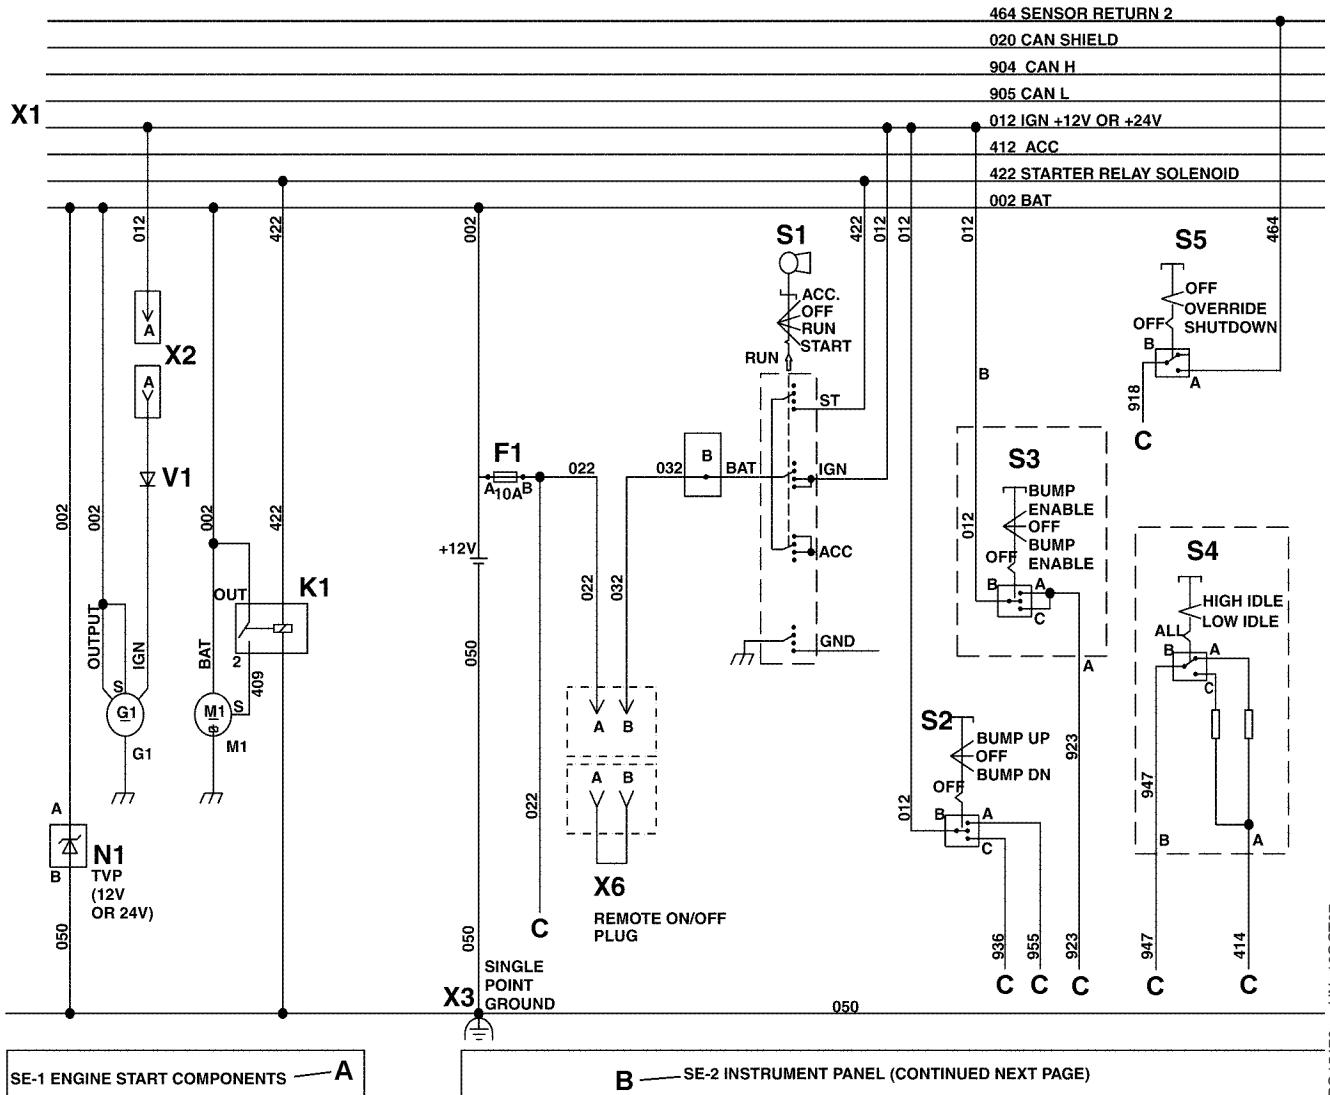 464 SENSOR RETURN 2
020 CAN SHIELD
904 CAN H
905 CAN L
X1
012 IGN +12V OR +24V
412 ACC
422 STARTER RELAY SOLENOID
002 BAT
012
422
002
422
012
012
012
464
S1
S5
ACC.
OFF
RUN
START
OFF
OVERRIDE
SHUTDOWN
OFF
A
X2
A
RUN
B
B
A
918
C
ST
V1
F1
A
10A
B
022
032
B
BAT
IGN
S3
BUMP
ENABLE
OFF
BUMP
ENABLE
OFF
002
002
002
422
012
+12V
ACC
S4
K1
OUT
022
032
B
A
C
HIGH IDLE
LOW IDLE
ALL
B
A
C
OUTPUT
IGN
BAT
2
409
050
GND
A
S
G1
G1
S
M1
M1
A
B
A
B
S2
BUMP UP
OFF
BUMP DN
OFF
923
947
022
012
B
A
C
B
A
A
N1
B
TVP
(12V
OR 24V)
X6
REMOTE ON/OFF
PLUG
C
050
050
936
955
923
947
414
C
C
C
C
C
SINGLE
POINT
GROUND
X3
050
SE-1 ENGINE START COMPONENTS
A
B
SE-2 INSTRUMENT PANEL (CONTINUED NEXT PAGE)